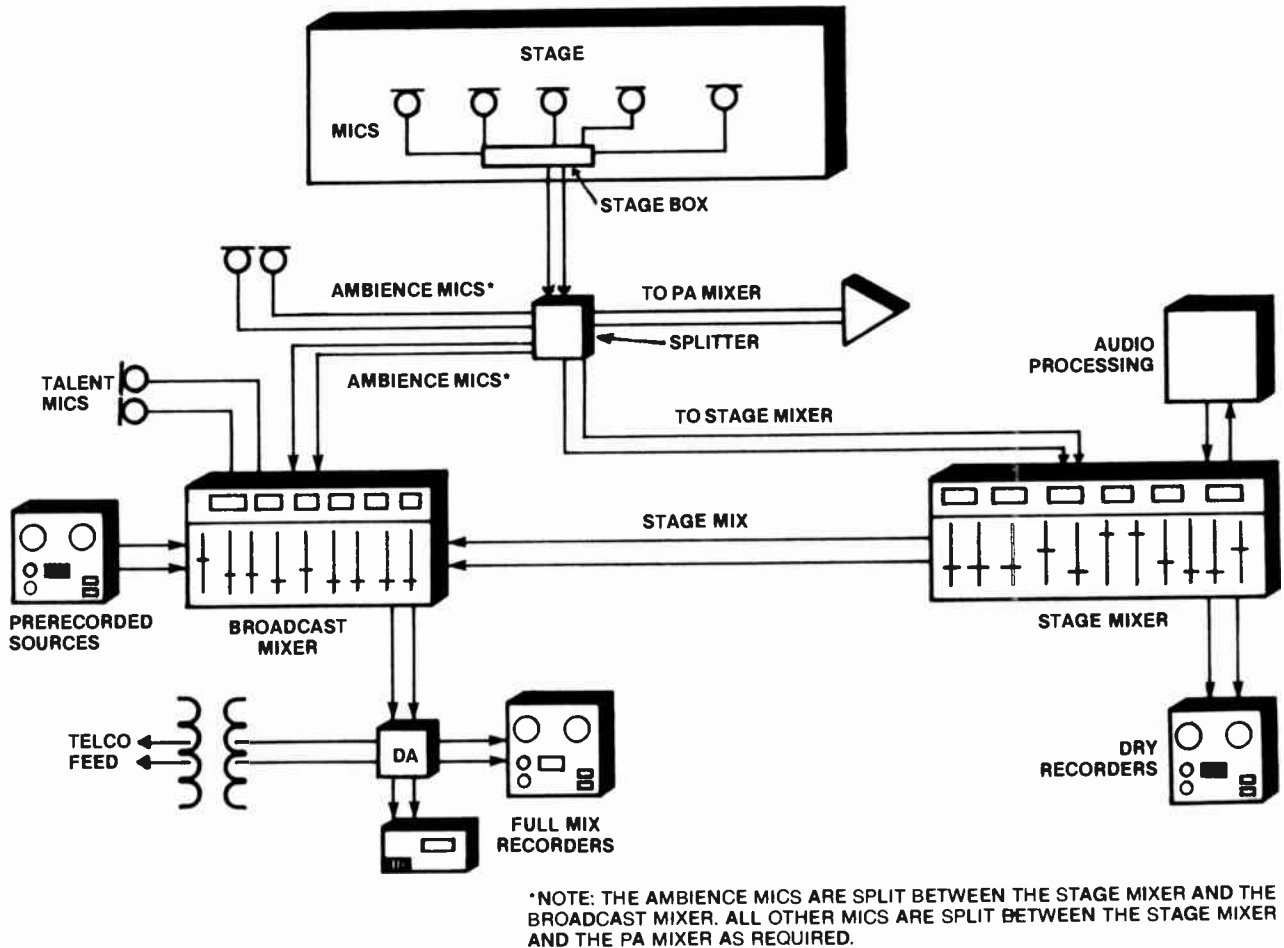 STAGE
MICS
STAGE BOX
AMBIENCE MICS*
TO PA MIXER
SPLITTER
AUDIO
PROCESSING
TALENT
MICS
AMBIENCE MICS*
TO STAGE MIXER
STAGE MIX
PRERECORDED
SOURCES
BROADCAST
MIXER
STAGE MIXER
TELCO
FEED
DA
DRY
RECORDERS
FULL MIX
RECORDERS
*NOTE: THE AMBIENCE MICS ARE SPLIT BETWEEN THE STAGE MIXER AND THE
BROADCAST MIXER. ALL OTHER MICS ARE SPLIT BETWEEN THE STAGE MIXER
AND THE PA MIXER AS REQUIRED.